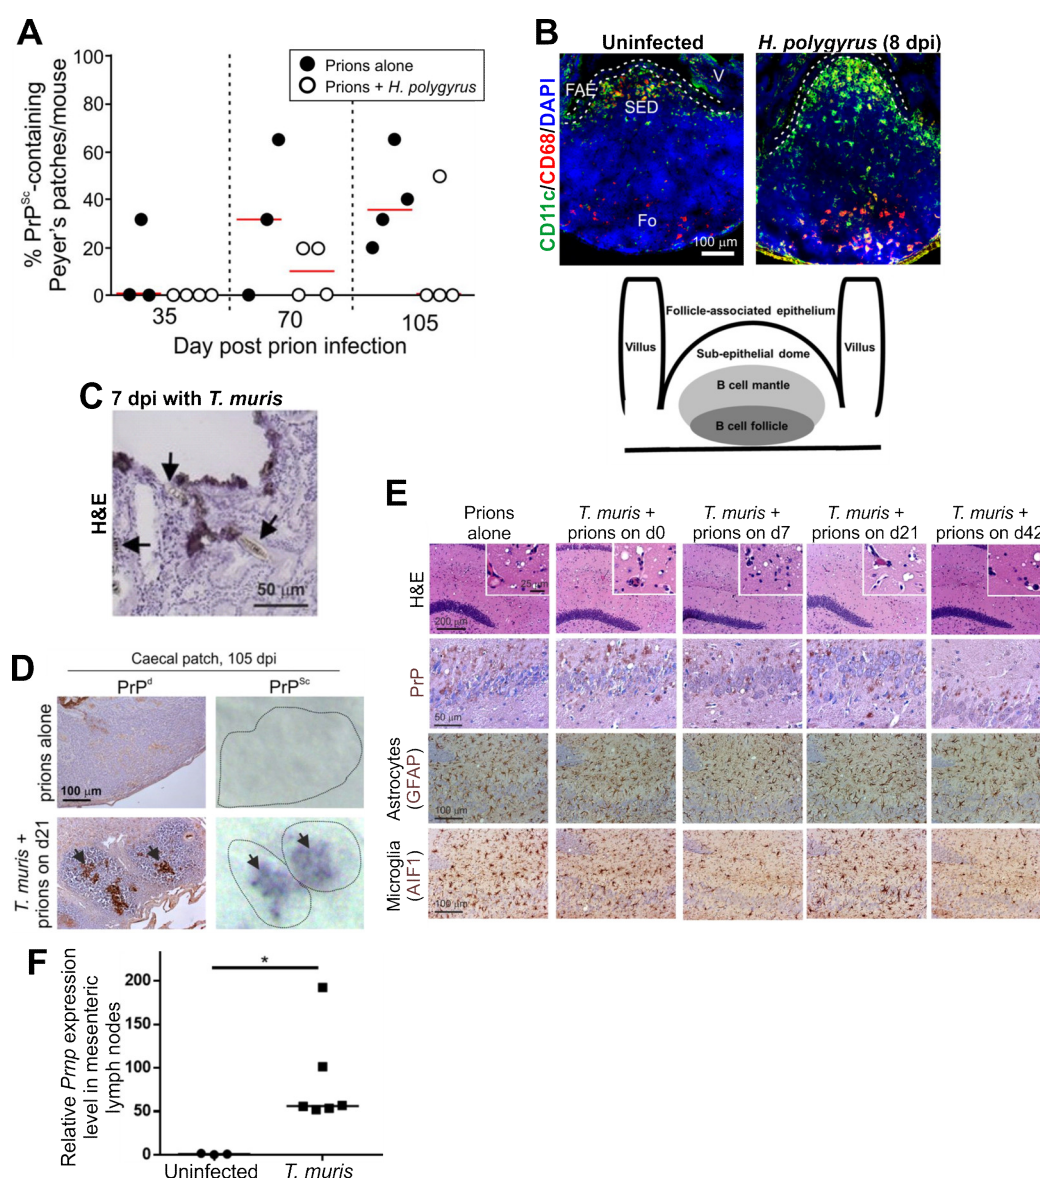 A
% PrPSc-containing
Peyer's patches/mouse
100
80
60
40
20
0
Prions alone
Prions + H. polygyrus
35
70
105
Day post prion infection
B
Uninfected
H. polygyrus (8 dpi)
CD11c/CD68/DAPI
FAE
V
SED
Fo
100 µm
Follicle-associated epithelium
Villus
Villus
Sub-epithelial dome
B cell mantle
B cell follicle
C
7 dpi with T. muris
H&E
50 µm
D
Caecal patch, 105 dpi
PrPd
PrPSc
prions alone
100 µm
T. muris +
prions on d21
E
Prions
alone
T. muris +
prions on d0
T. muris +
prions on d7
T. muris +
prions on d21
T. muris +
prions on d42
H&E
200 µm
25 µm
PrP
50 µm
Astrocytes
(GFAP)
100 µm
Microglia
(AIF1)
100 µm
F
Relative Prnp expression
level in mesenteric
lymph nodes
200
150
100
50
0
*
Uninfected
T. muris